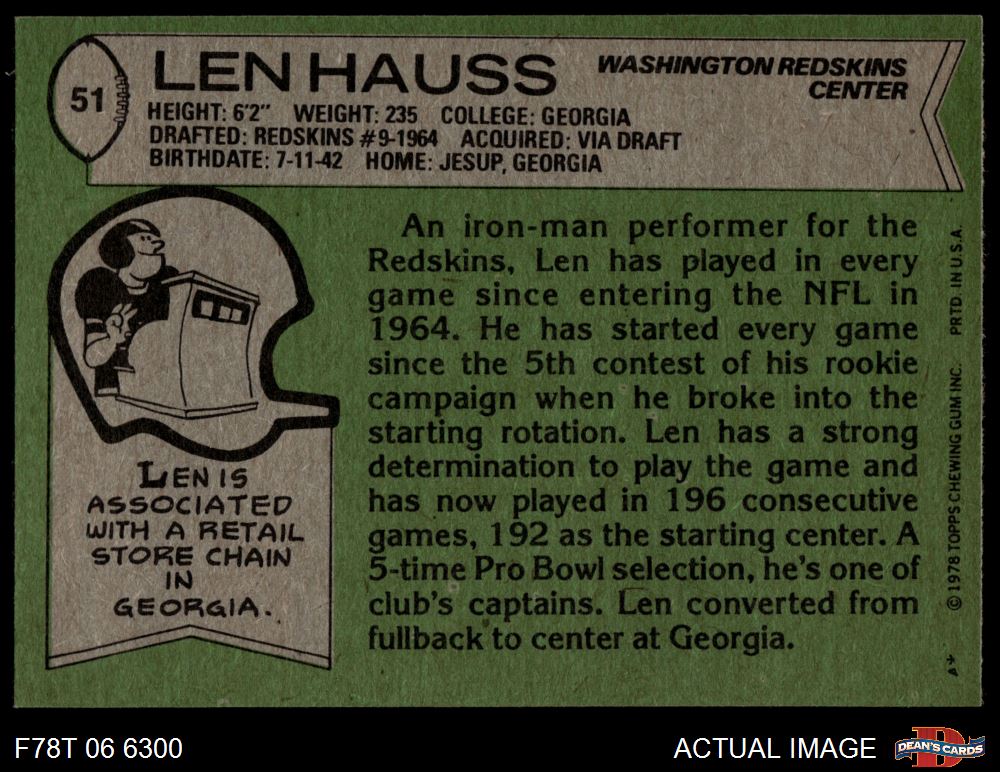 51
LEN HAUSS
WASHINGTON REDSKINS
CENTER
HEIGHT: 6'2" WEIGHT: 235 COLLEGE: GEORGIA
DRAFTED: REDSKINS #9-1964 ACQUIRED: VIA DRAFT
BIRTHDATE: 7-11-42 HOME: JESUP, GEORGIA
An iron-man performer for the
Redskins, Len has played in every
game since entering the NFL in
1964. He has started every game
since the 5th contest of his rookie
campaign when he broke into the
starting rotation. Len has a strong
determination to play the game and
has now played in 196 consecutive
games, 192 as the starting center. A
5-time Pro Bowl selection, he's one of
club's captains. Len converted from
fullback to center at Georgia.
LEN IS
ASSOCIATED
WITH A RETAIL
STORE CHAIN
IN
GEORGIA.
© 1978 TOPPS CHEWING GUM INC. PRTD. IN U.S.A.
A**
F78T 06 6300
ACTUAL IMAGE
D
DEAN'S CARDS